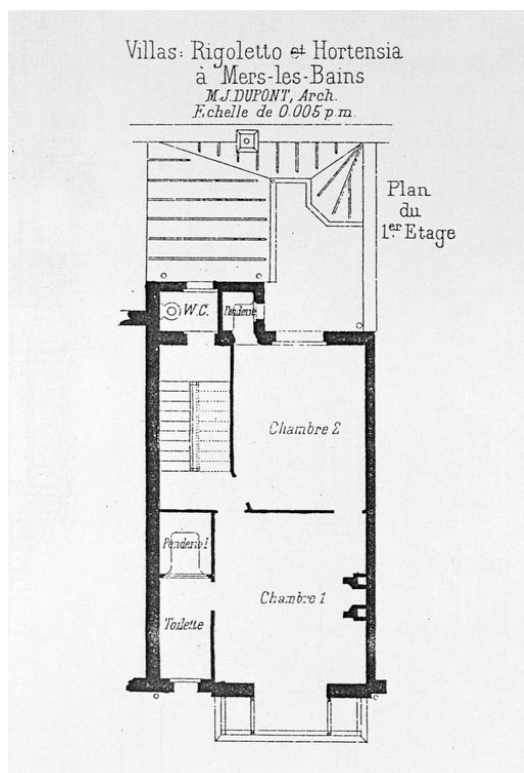 Villas: Rigoletto et Hortensia
à Mers-les-Bains
M.J.DUPONT, Arch.
Echelle de 0.005 p.m.
Plan
du
1er Etage
W.C.
Penderie
Chambre 2
Penderie 1
Chambre 1
Toilette